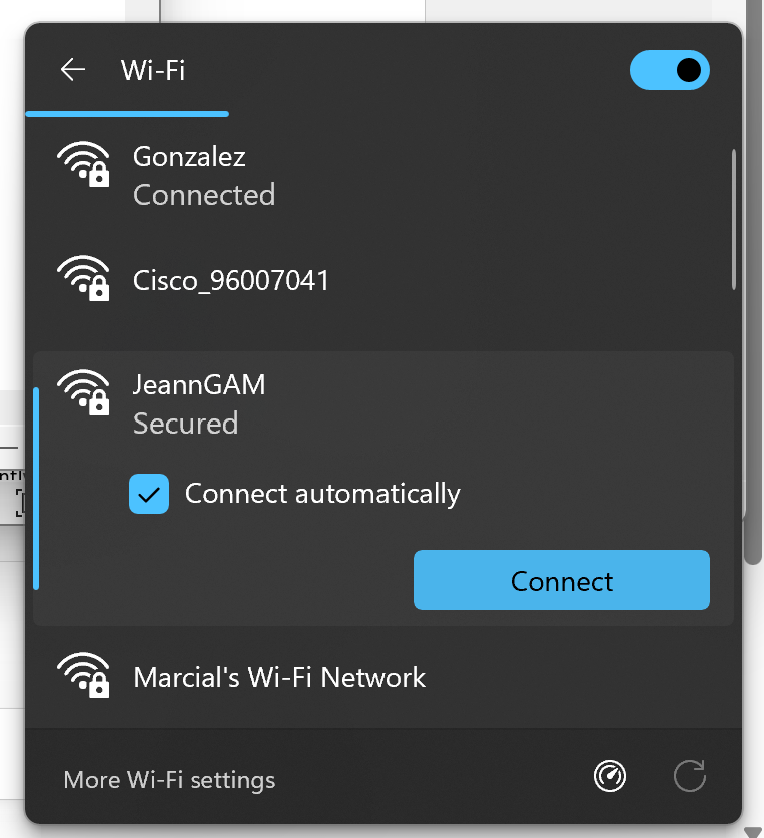 Wi-Fi
Gonzalez
Connected
Cisco_96007041
JeannGAM
Secured
Connect automatically
Connect
Marcial's Wi-Fi Network
More Wi-Fi settings